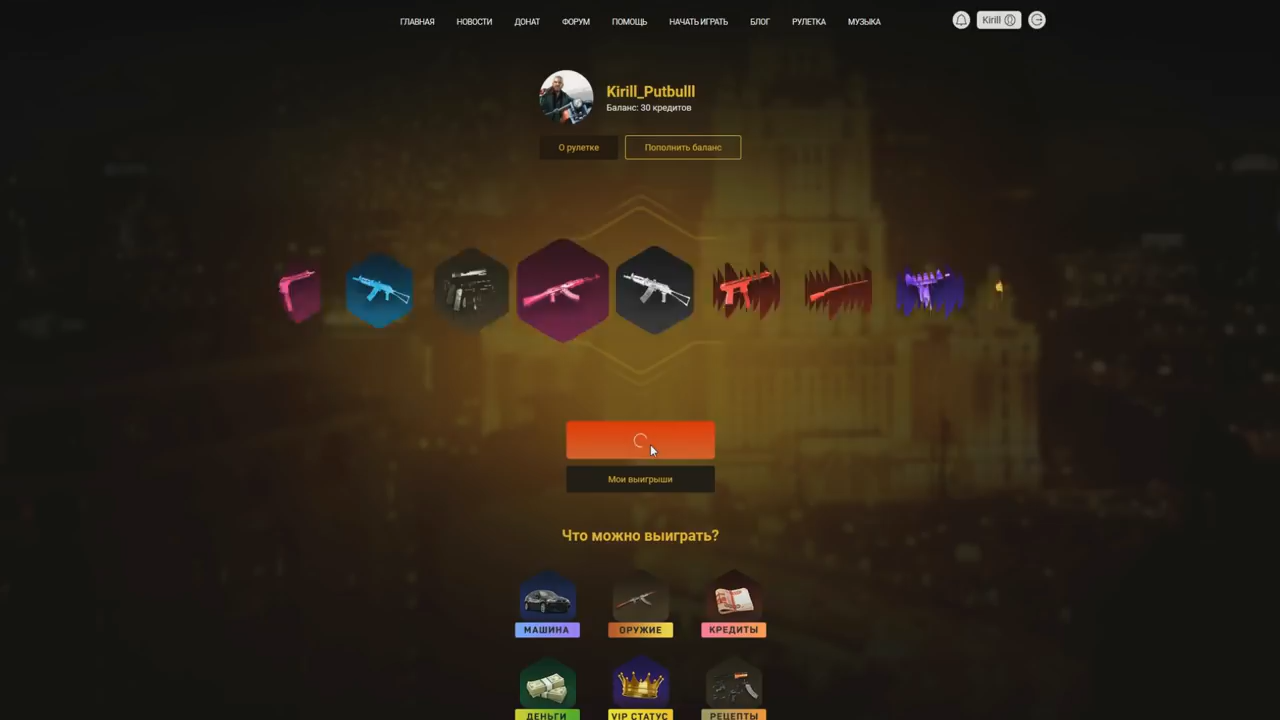 ГЛАВНАЯ НОВОСТИ ДОНАТ ФОРУМ ПОМОЩЬ НАЧАТЬ ИГРАТЬ БЛОГ РУЛЕТКА МУЗЫКА Kirill
Kirill_Putbulll
Баланс: 30 кредитов
О рулетке Пополнить баланс
Мои выигрыши
Что можно выиграть?
МАШИНА ОРУЖИЕ КРЕДИТЫ
ДЕНЬГИ VIP СТАТУС РЕЦЕПТЫ